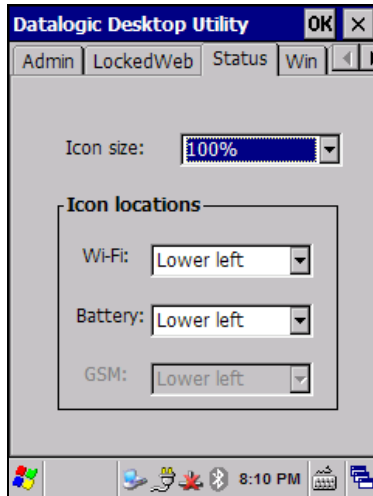 Datalogic Desktop Utility OK ×
Admin LockedWeb Status Win
Icon size: 100%
Icon locations
Wi-Fi: Lower left
Battery: Lower left
GSM: Lower left
8:10 PM